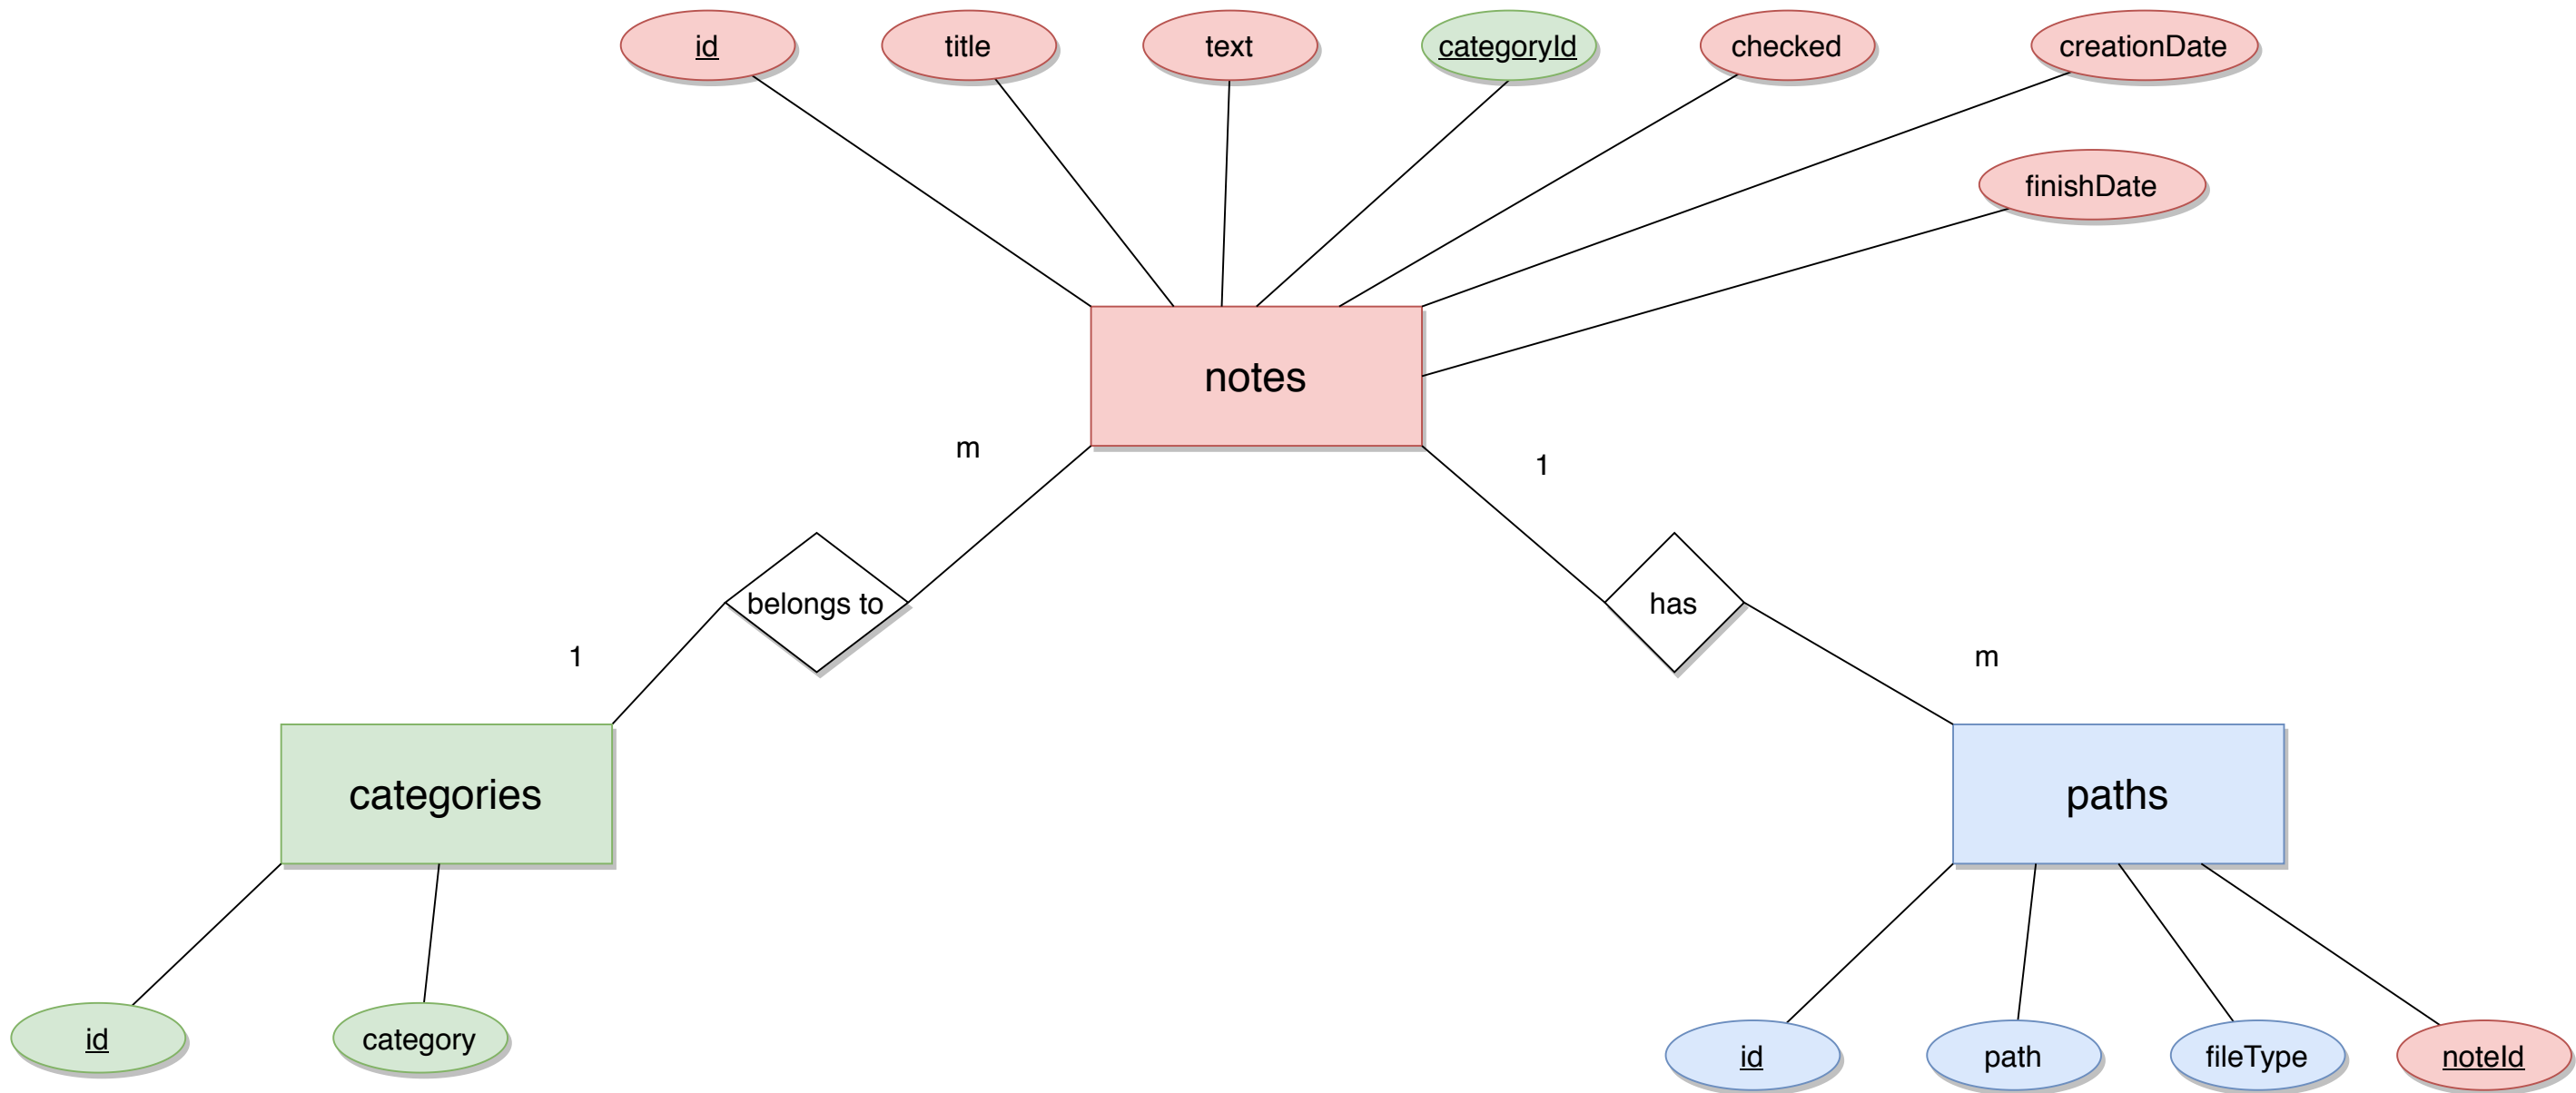 id
title
text
categoryId
checked
creationDate
finishDate
notes
m
1
belongs to
has
1
m
categories
paths
id
category
id
path
fileType
noteId